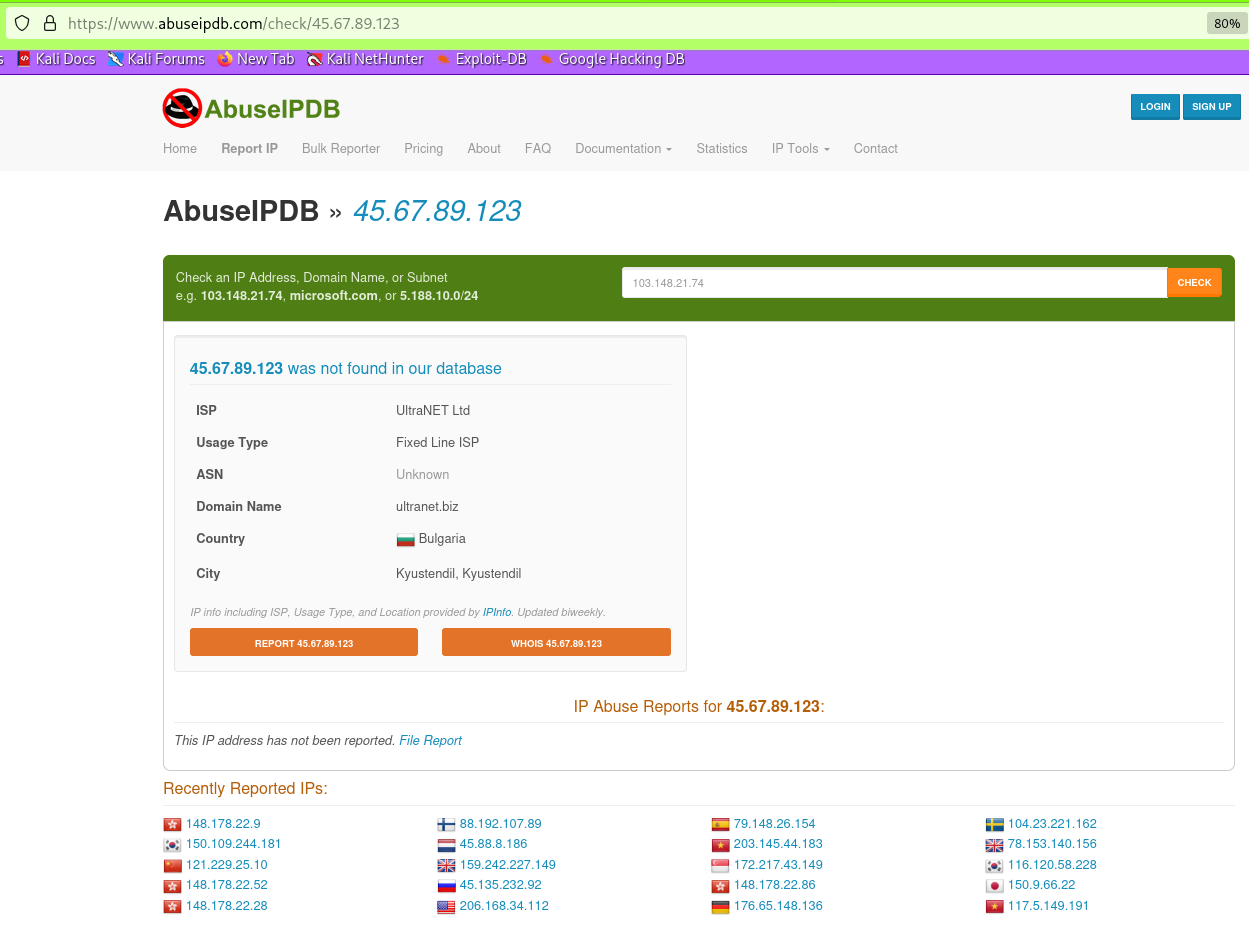 https://www.abuseipdb.com/check/45.67.89.123 80%
s Kali Docs Kali Forums New Tab Kali NetHunter Exploit-DB Google Hacking DB
AbuseIPDB LOGIN SIGN UP
Home Report IP Bulk Reporter Pricing About FAQ Documentation Statistics IP Tools Contact
AbuseIPDB » 45.67.89.123
Check an IP Address, Domain Name, or Subnet
e.g. 103.148.21.74, microsoft.com, or 5.188.10.0/24
103.148.21.74 CHECK
45.67.89.123 was not found in our database
ISP UltraNET Ltd
Usage Type Fixed Line ISP
ASN Unknown
Domain Name ultranet.biz
Country Bulgaria
City Kyustendil, Kyustendil
IP info including ISP, Usage Type, and Location provided by IPInfo. Updated biweekly.
REPORT 45.67.89.123 WHOIS 45.67.89.123
IP Abuse Reports for 45.67.89.123:
This IP address has not been reported. File Report
Recently Reported IPs:
148.178.22.9 88.192.107.89 79.148.26.154 104.23.221.162
150.109.244.181 45.88.8.186 203.145.44.183 78.153.140.156
121.229.25.10 159.242.227.149 172.217.43.149 116.120.58.228
148.178.22.52 45.135.232.92 148.178.22.86 150.9.66.22
148.178.22.28 206.168.34.112 176.65.148.136 117.5.149.191